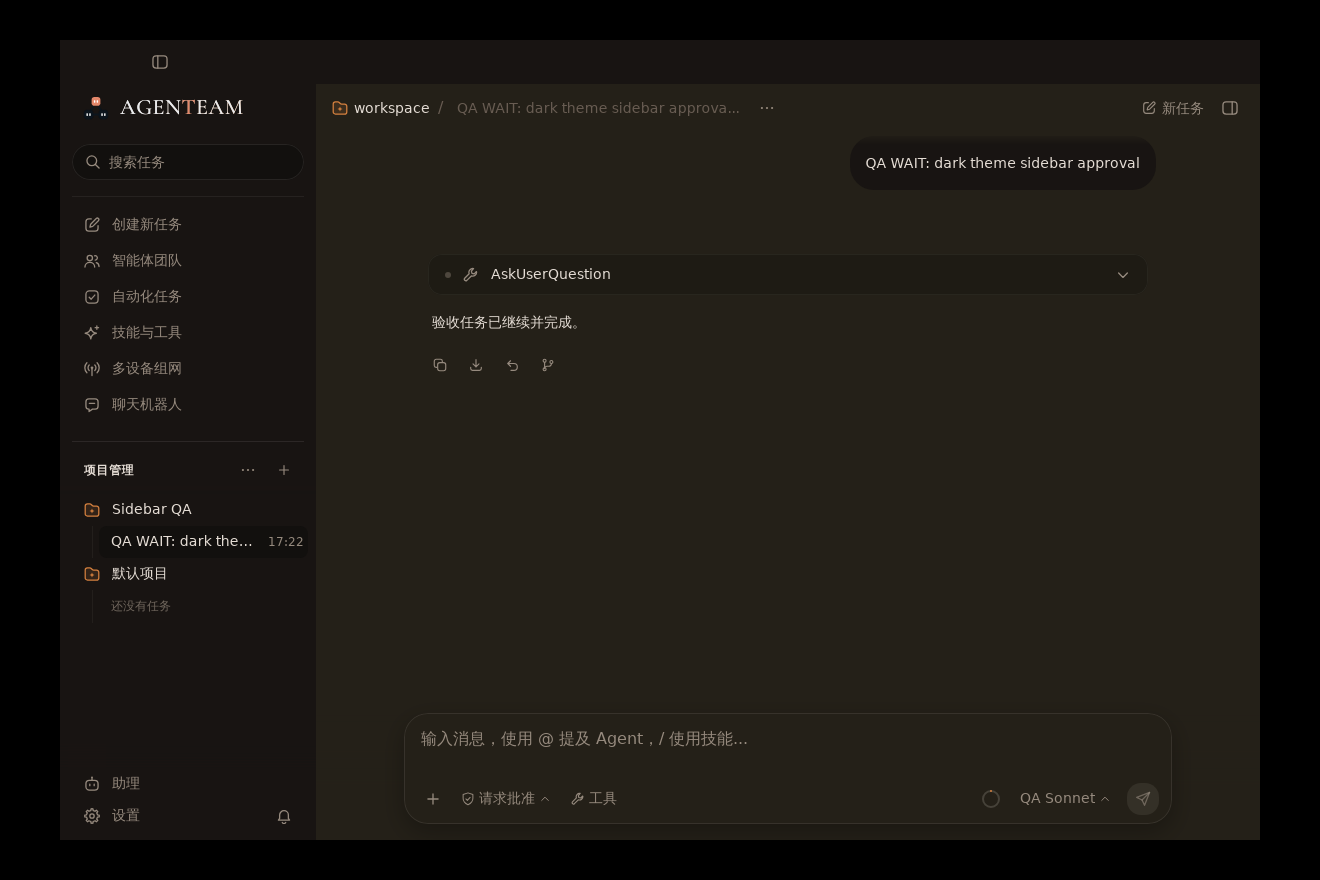 AGENTEAM
搜索任务
创建新任务
智能体团队
自动化任务
技能与工具
多设备组网
聊天机器人
项目管理
Sidebar QA
QA WAIT: dark the... 17:22
默认项目
还没有任务
助理
设置
workspace / QA WAIT: dark theme sidebar approva... 新任务
QA WAIT: dark theme sidebar approval
AskUserQuestion
验收任务已继续并完成。
输入消息，使用 @ 提及 Agent，/ 使用技能...
请求批准 工具 QA Sonnet